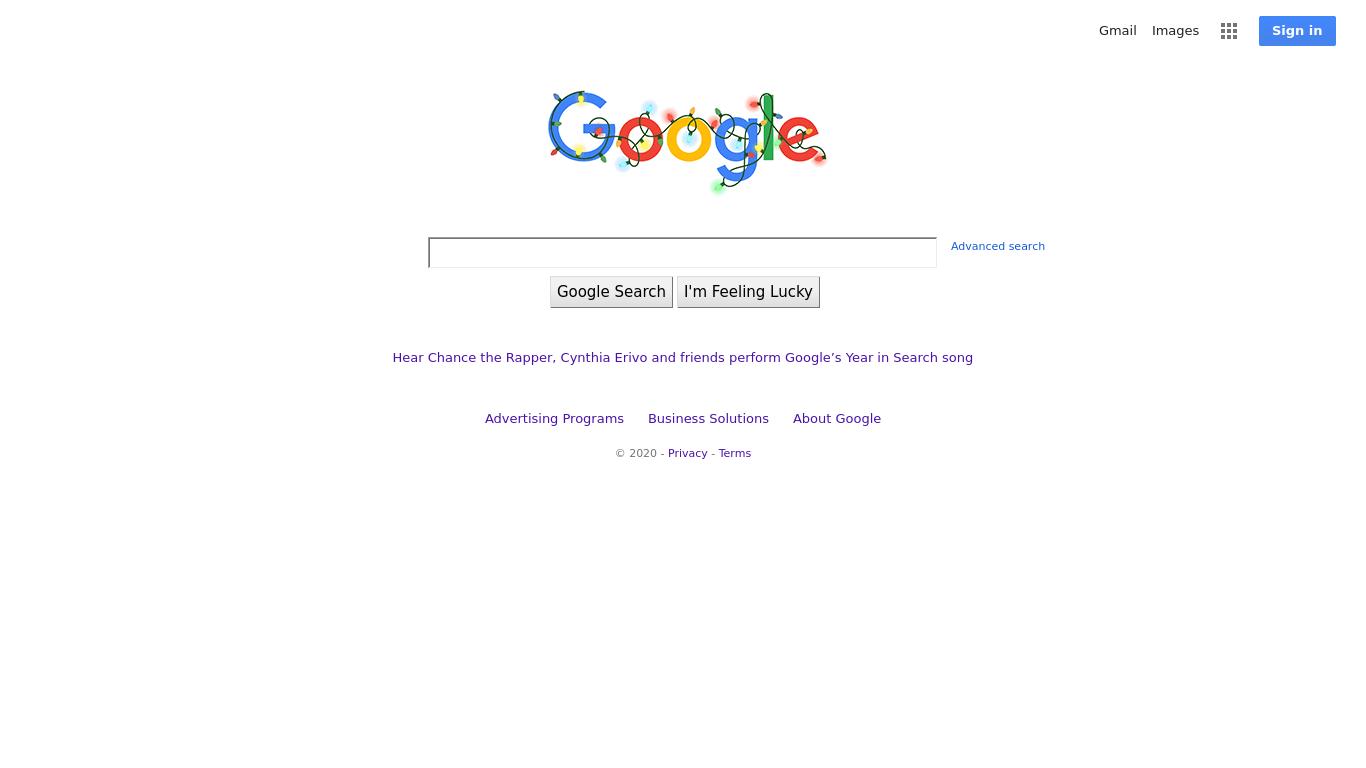 Gmail Images Sign in
Google
Advanced search
Google Search I'm Feeling Lucky
Hear Chance the Rapper, Cynthia Erivo and friends perform Google’s Year in Search song
Advertising Programs Business Solutions About Google
© 2020 - Privacy - Terms